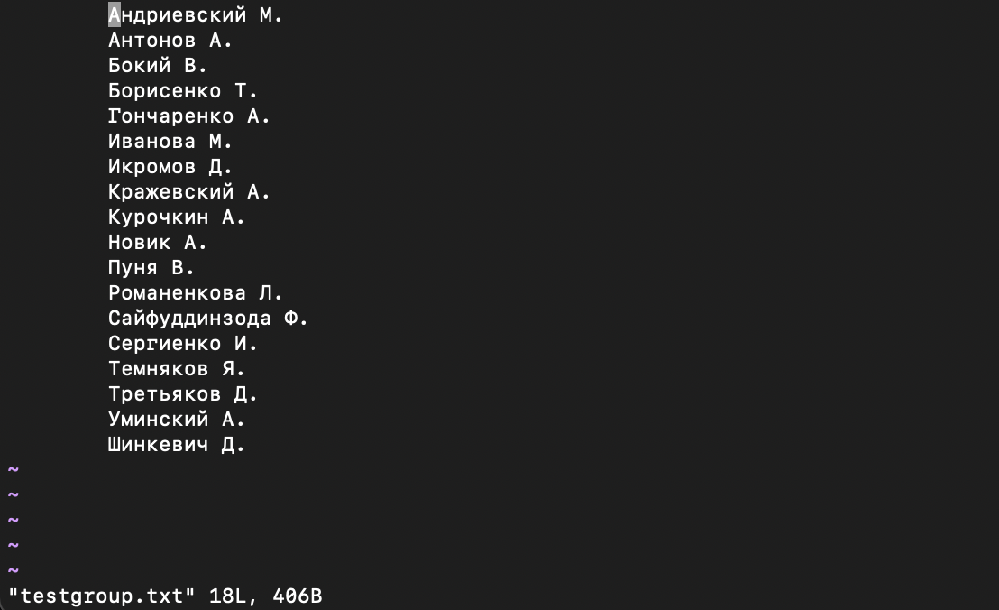 Андриевский М.
Антонов А.
Бокий В.
Борисенко Т.
Гончаренко А.
Иванова М.
Икромов Д.
Кражевский А.
Курочкин А.
Новик А.
Пуня В.
Романенкова Л.
Сайфуддинзода Ф.
Сергиенко И.
Темняков Я.
Третьяков Д.
Уминский А.
Шинкевич Д.
~
~
~
~
~
"testgroup.txt" 18L, 406B